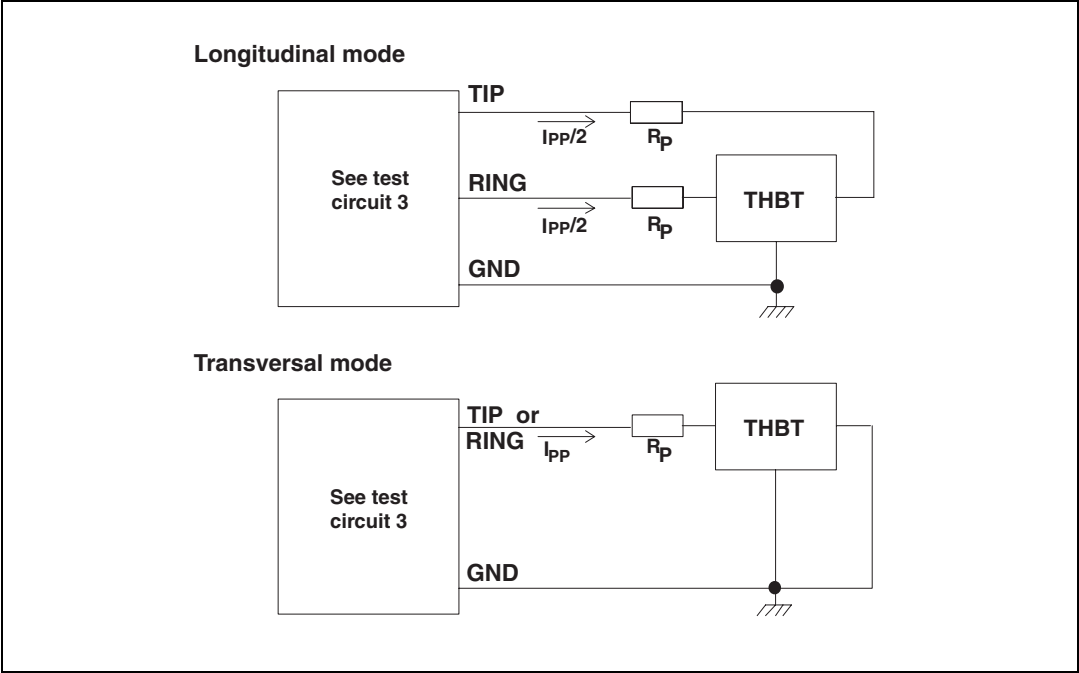 Longitudinal mode
TIP
IPP/2
RP
See test
circuit 3
RING
THBT
IPP/2
RP
GND
Transversal mode
TIP or
RING
IPP
RP
THBT
See test
circuit 3
GND